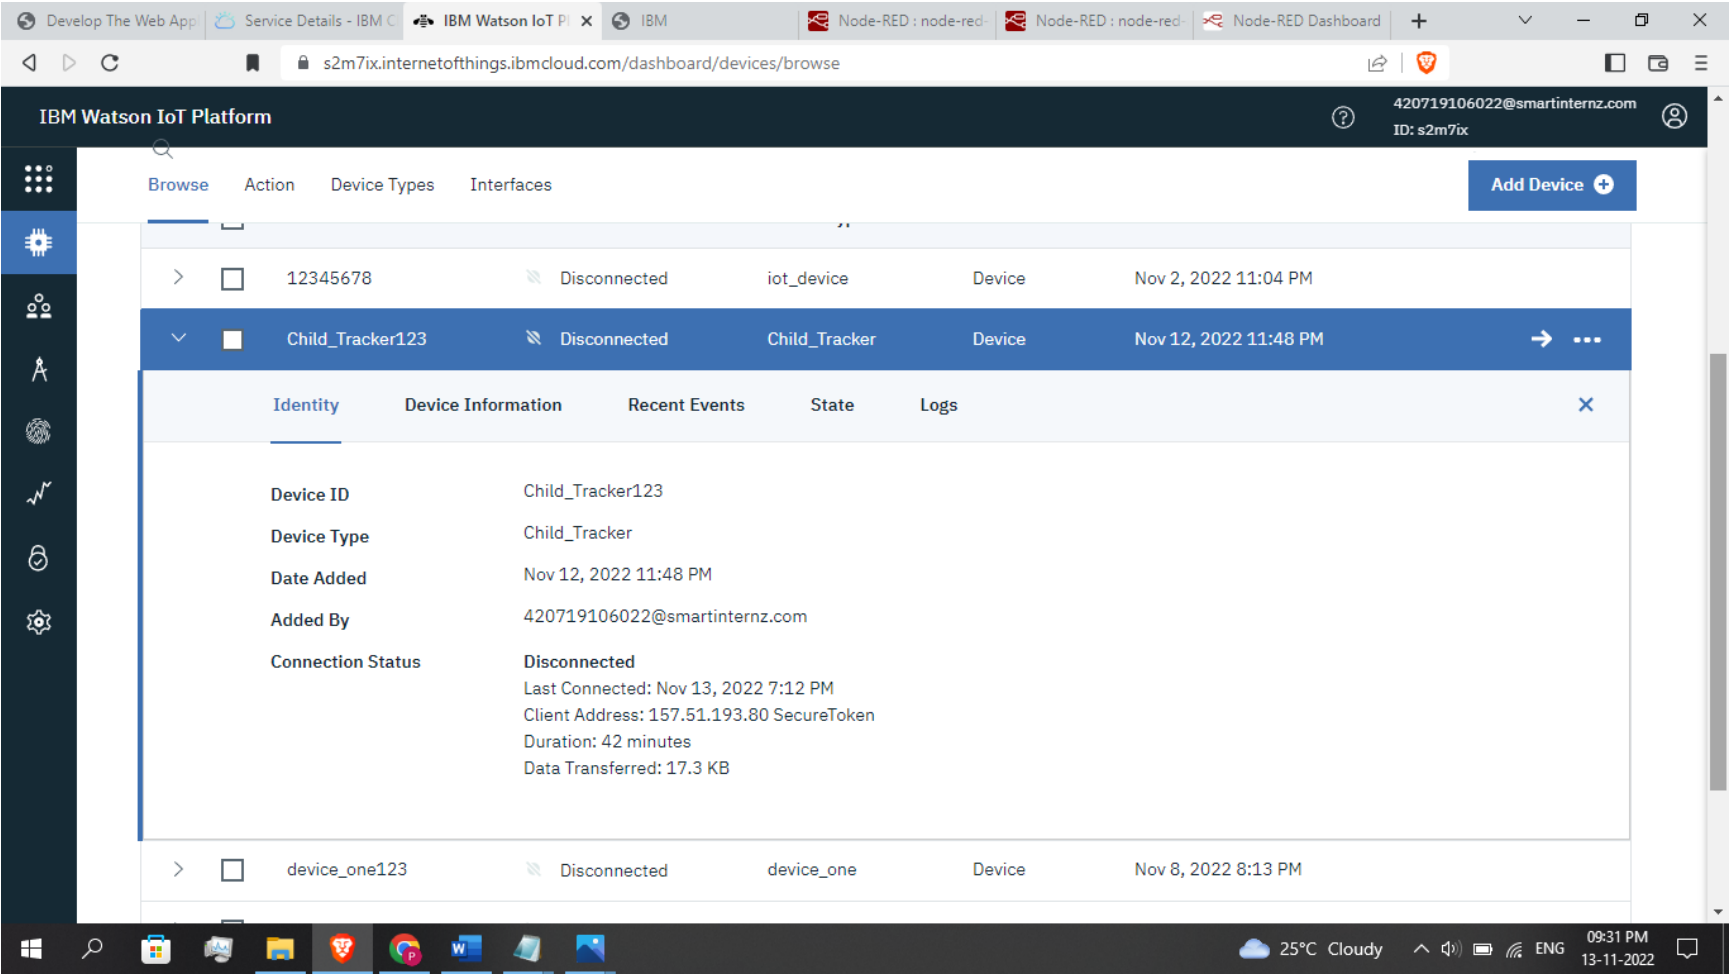 Develop The Web App
Service Details - IBM C
IBM Watson IoT Pl
IBM
Node-RED : node-red-
Node-RED : node-red-
Node-RED Dashboard
s2m7ix.internetofthings.ibmcloud.com/dashboard/devices/browse
IBM Watson IoT Platform
420719106022@smartinternz.com
ID: s2m7ix
Browse
Action
Device Types
Interfaces
Add Device
12345678 Disconnected iot_device Device Nov 2, 2022 11:04 PM
Child_Tracker123 Disconnected Child_Tracker Device Nov 12, 2022 11:48 PM
Identity
Device Information
Recent Events
State
Logs
Device ID Child_Tracker123
Device Type Child_Tracker
Date Added Nov 12, 2022 11:48 PM
Added By 420719106022@smartinternz.com
Connection Status Disconnected
Last Connected: Nov 13, 2022 7:12 PM
Client Address: 157.51.193.80 SecureToken
Duration: 42 minutes
Data Transferred: 17.3 KB
device_one123 Disconnected device_one Device Nov 8, 2022 8:13 PM
25°C Cloudy
ENG
09:31 PM
13-11-2022